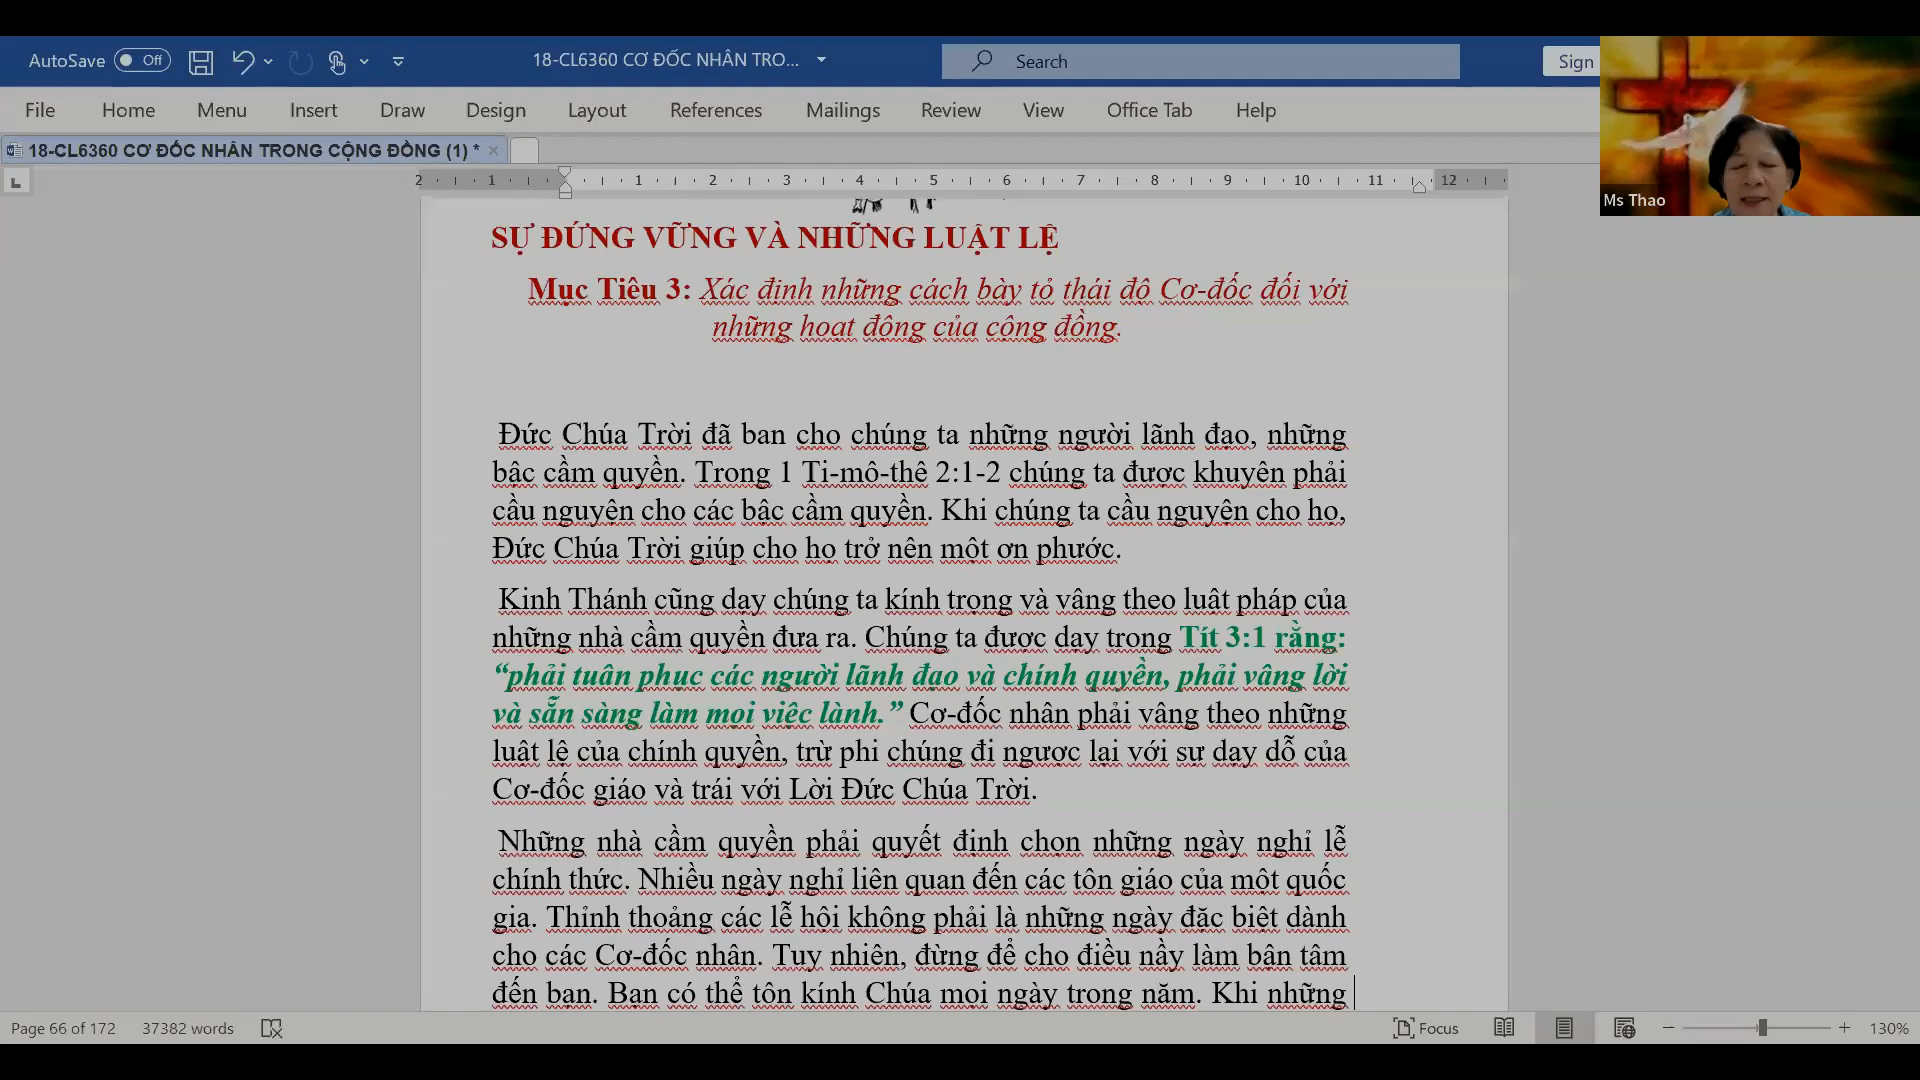 AutoSave Off 18-CL6360 CƠ ĐỐC NHÂN TRO... Search Sign
File Home Menu Insert Draw Design Layout References Mailings Review View Office Tab Help
18-CL6360 CƠ ĐỐC NHÂN TRONG CỘNG ĐỒNG (1) *
Ms Thao
2 1 1 2 3 4 5 6 7 8 9 10 11 12
SỰ ĐỨNG VỮNG VÀ NHỮNG LUẬT LỆ
Mục Tiêu 3: Xác định những cách bày tỏ thái độ Cơ-đốc đối với
những hoạt động của cộng đồng.
Đức Chúa Trời đã ban cho chúng ta những người lãnh đạo, những
bậc cầm quyền. Trong 1 Ti-mô-thê 2:1-2 chúng ta được khuyên phải
cầu nguyện cho các bậc cầm quyền. Khi chúng ta cầu nguyện cho họ,
Đức Chúa Trời giúp cho họ trở nên một ơn phước.
Kinh Thánh cũng dạy chúng ta kính trọng và vâng theo luật pháp của
những nhà cầm quyền đưa ra. Chúng ta được dạy trong Tít 3:1 rằng:
“phải tuân phục các người lãnh đạo và chính quyền, phải vâng lời
và sẵn sàng làm mọi việc lành.” Cơ-đốc nhân phải vâng theo những
luật lệ của chính quyền, trừ phi chúng đi ngược lại với sự dạy dỗ của
Cơ-đốc giáo và trái với Lời Đức Chúa Trời.
Những nhà cầm quyền phải quyết định chọn những ngày nghỉ lễ
chính thức. Nhiều ngày nghỉ liên quan đến các tôn giáo của một quốc
gia. Thỉnh thoảng các lễ hội không phải là những ngày đặc biệt dành
cho các Cơ-đốc nhân. Tuy nhiên, đừng để cho điều nầy làm bận tâm
đến bạn. Bạn có thể tôn kính Chúa mọi ngày trong năm. Khi những
Page 66 of 172 37382 words Focus 130%